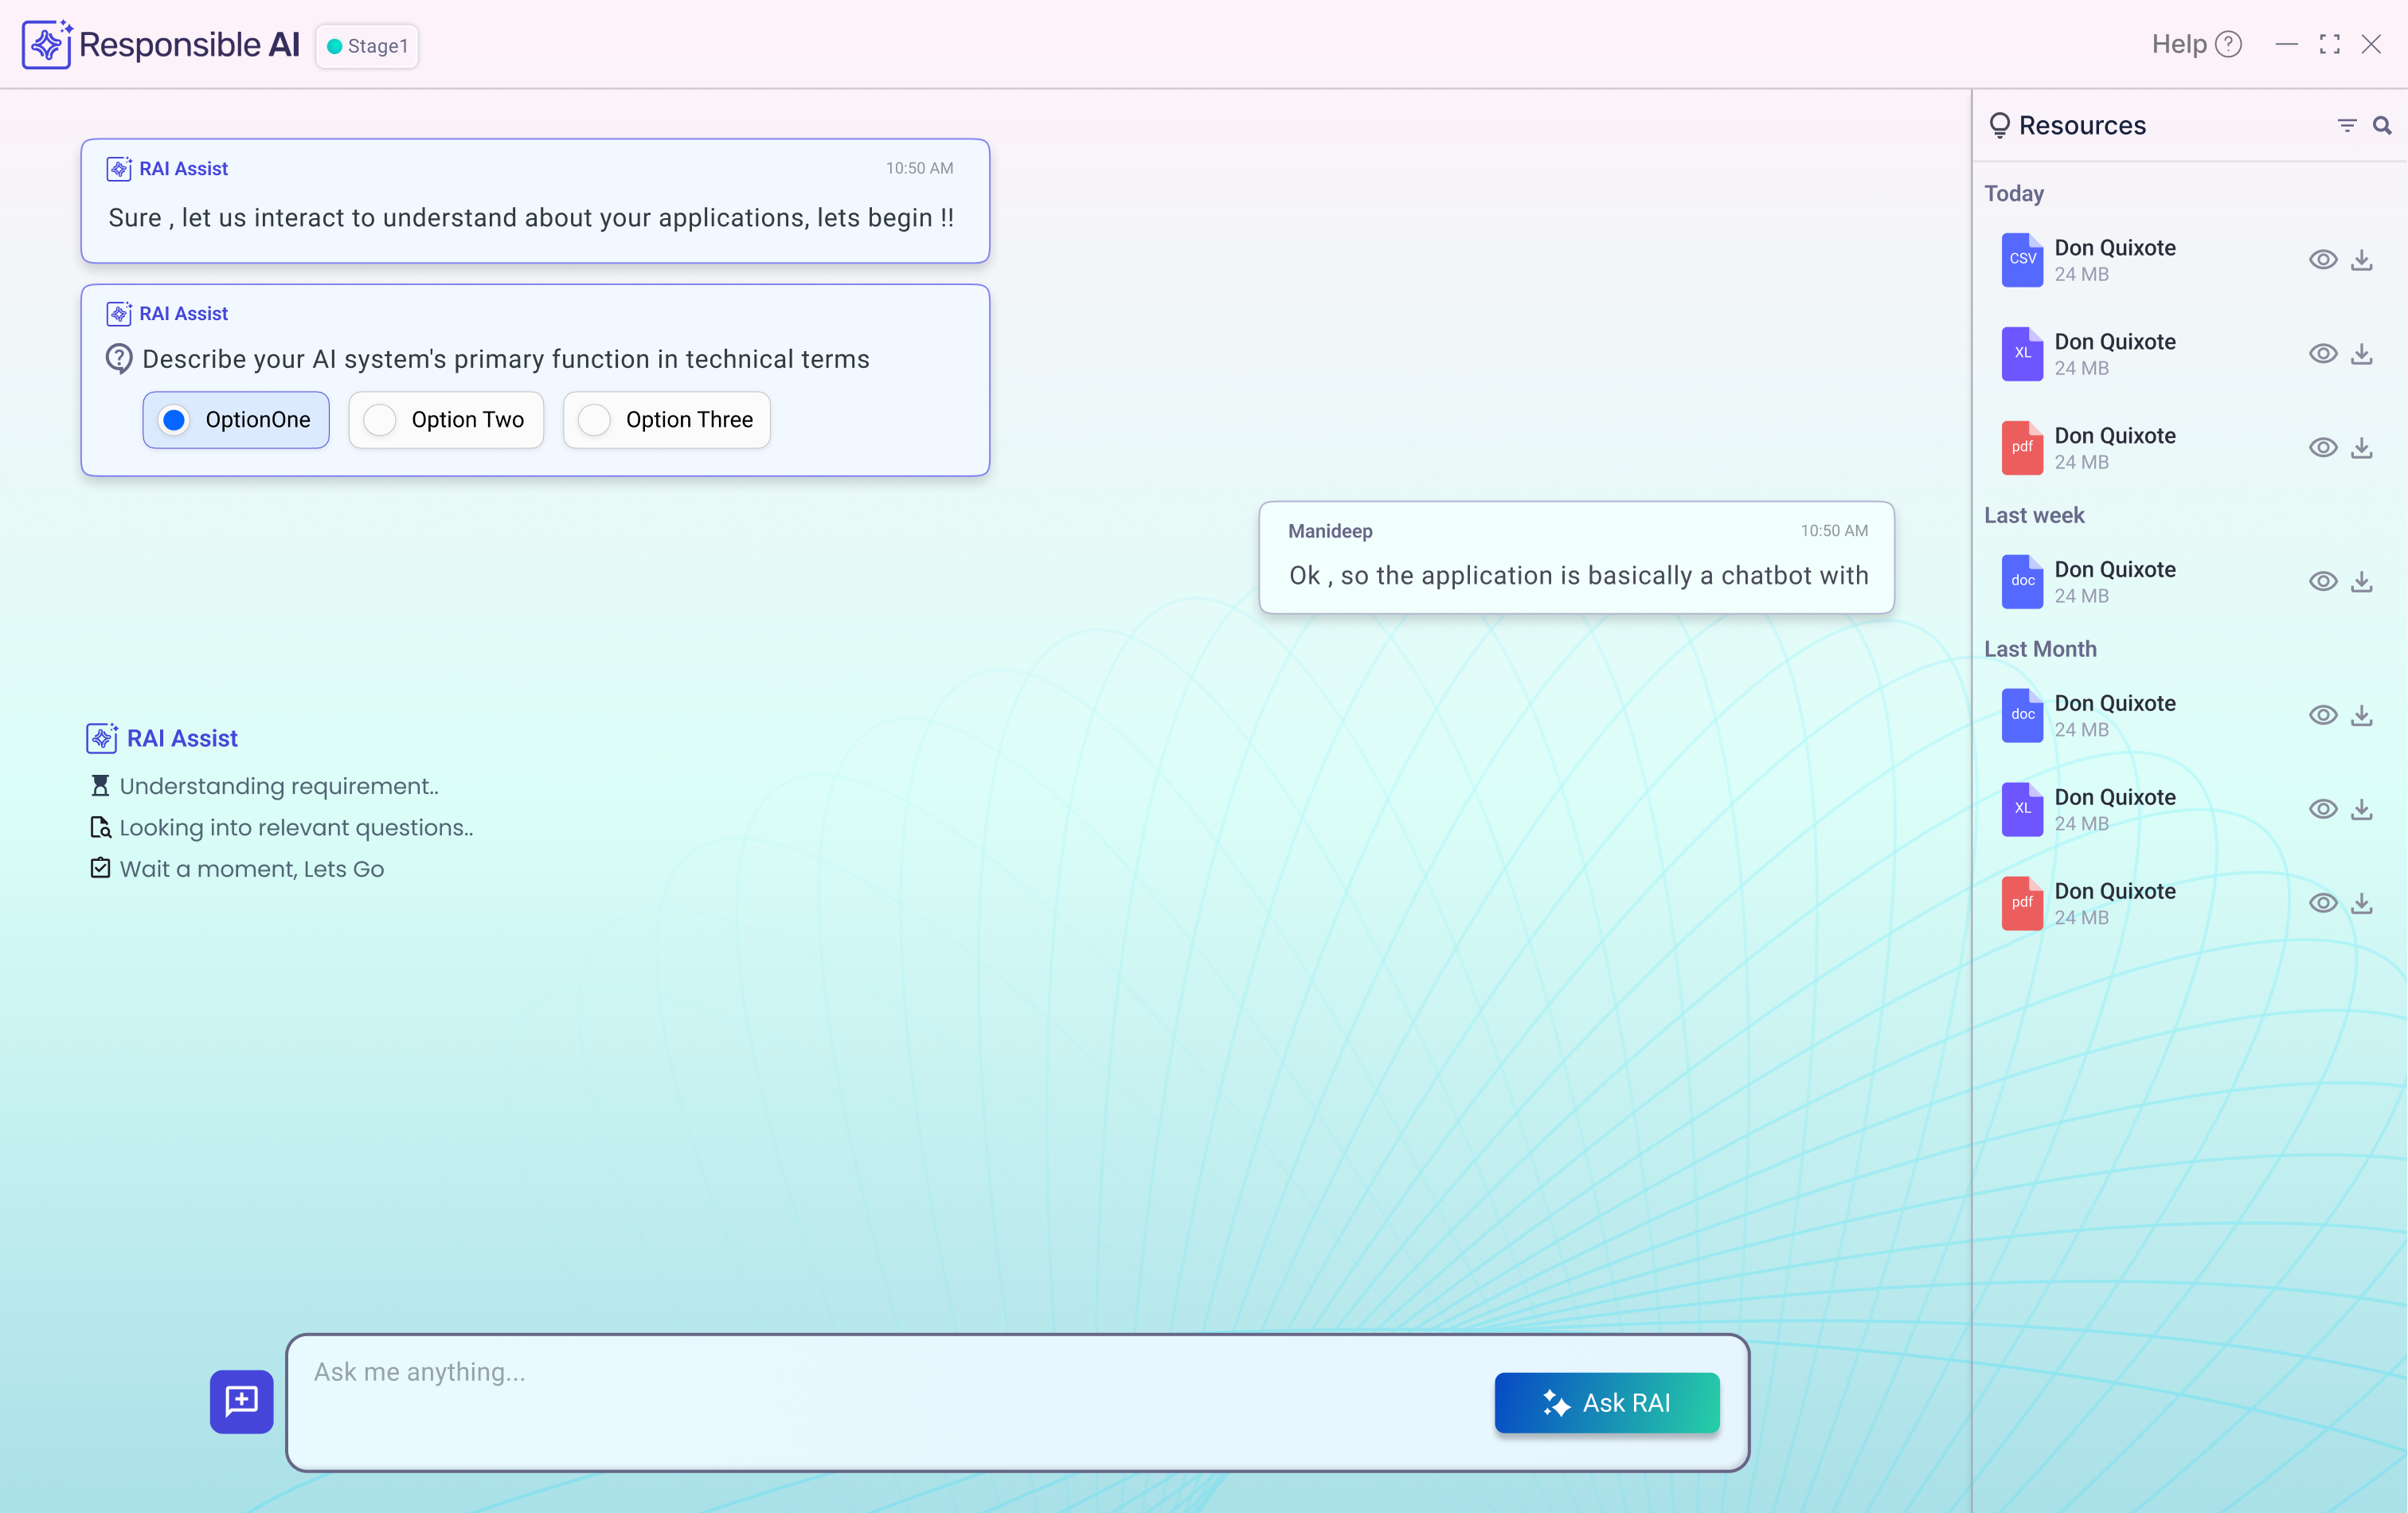 Responsible AI
Stage1
Help
RAI Assist
10:50 AM
Sure , let us interact to understand about your applications, lets begin !!
RAI Assist
Describe your AI system's primary function in technical terms
OptionOne
Option Two
Option Three
Manideep
10:50 AM
Ok , so the application is basically a chatbot with
RAI Assist
Understanding requirement..
Looking into relevant questions..
Wait a moment, Lets Go
Ask me anything...
Ask RAI
Resources
Today
CSV
Don Quixote
24 MB
XL
Don Quixote
24 MB
pdf
Don Quixote
24 MB
Last week
doc
Don Quixote
24 MB
Last Month
doc
Don Quixote
24 MB
XL
Don Quixote
24 MB
pdf
Don Quixote
24 MB